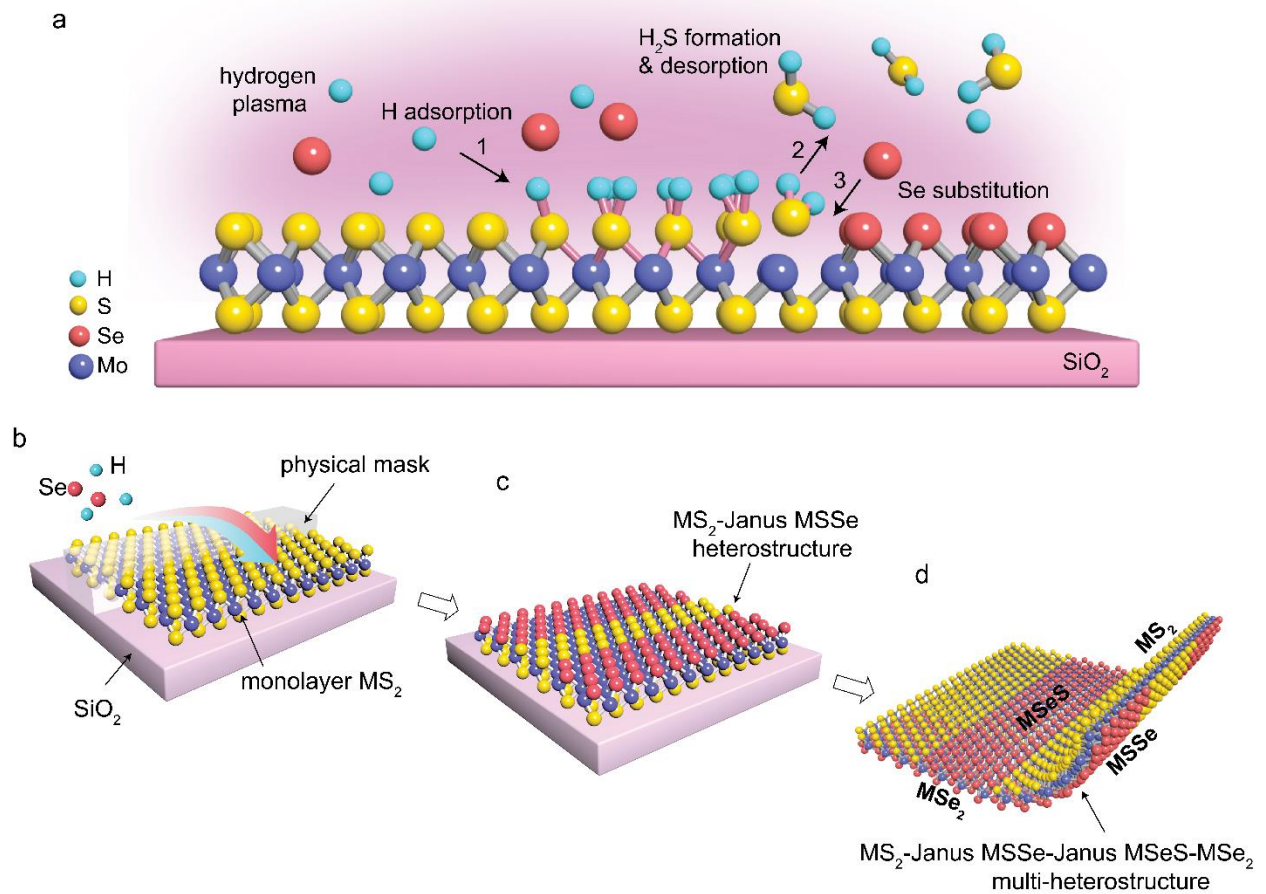 a
hydrogen
plasma
H adsorption
1
H₂S formation
& desorption
2
3
Se substitution
H
S
Se
Mo
SiO₂
b
H
Se
physical mask
monolayer MS₂
SiO₂
c
MS₂-Janus MSSe
heterostructure
d
MS₂
MSeS
MSSe
MSe₂
MS₂-Janus MSSe-Janus MSeS-MSe₂
multi-heterostructure